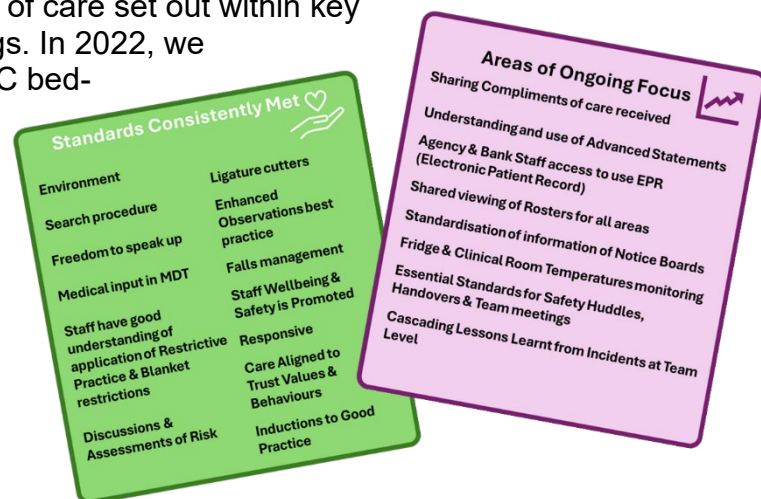 of care set out within key
gs. In 2022, we
C bed-
Standards Consistently Met
Environment
Search procedure
Freedom to speak up
Medical input in MDT
Staff have good
understanding of
application of Restrictive
Practice & Blanket
restrictions
Discussions &
Assessments of Risk
Ligature cutters
Enhanced
Observations best
practice
Falls management
Staff Wellbeing &
Safety is Promoted
Responsive
Care Aligned to
Trust Values &
Behaviours
Inductions to Good
Practice
Areas of Ongoing Focus
Sharing Compliments of care received
Understanding and use of Advanced Statements
Agency & Bank Staff access to use EPR
(Electronic Patient Record)
Shared viewing of Rosters for all areas
Standardisation of information of Notice Boards
Fridge & Clinical Room Temperatures monitoring
Essential Standards for Safety Huddles,
Handovers & Team meetings
Cascading Lessons Learnt from Incidents at Team
Level